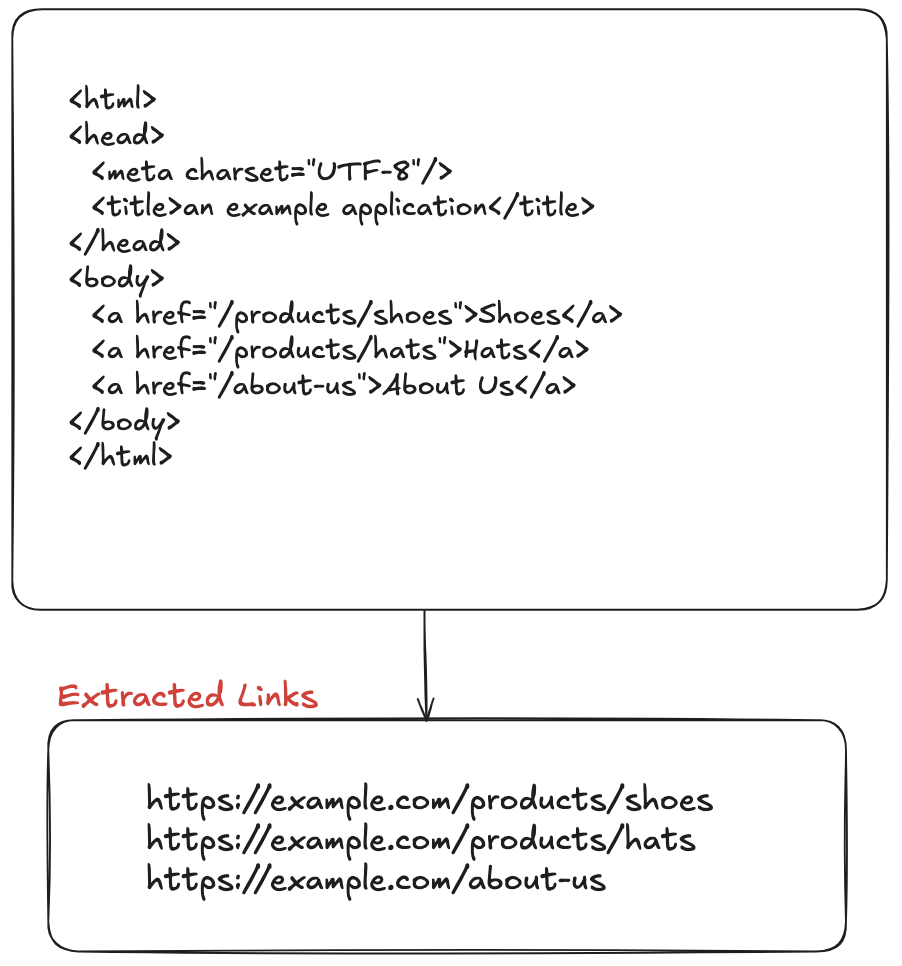 <html>
<head>
<meta charset="UTF-8"/>
<title>an example application</title>
</head>
<body>
<a href="/products/shoes">Shoes</a>
<a href="/products/hats">Hats</a>
<a href="/about-us">About Us</a>
</body>
</html>
Extracted Links
https://example.com/products/shoes
https://example.com/products/hats
https://example.com/about-us